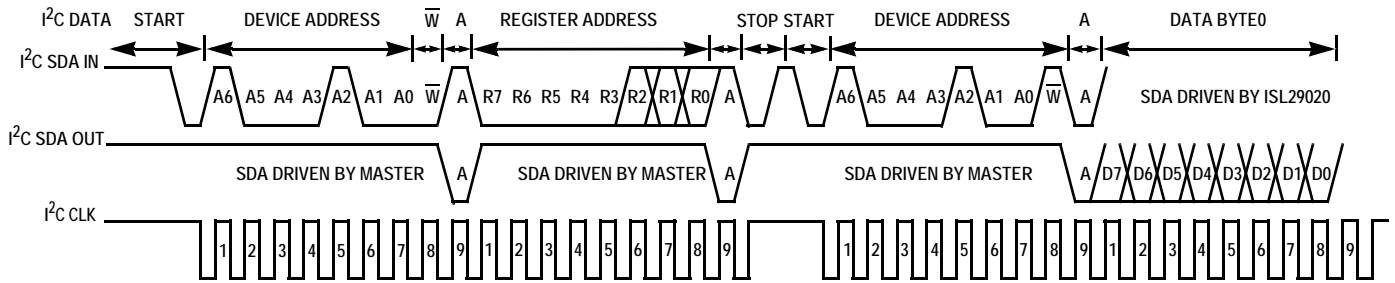 I²C DATA START DEVICE ADDRESS W̅ A REGISTER ADDRESS STOP START DEVICE ADDRESS A DATA BYTE0
I²C SDA IN
A6 A5 A4 A3 A2 A1 A0 W̅ A R7 R6 R5 R4 R3 R2 R1 R0 A A6 A5 A4 A3 A2 A1 A0 W̅ A SDA DRIVEN BY ISL29020
I²C SDA OUT
SDA DRIVEN BY MASTER A SDA DRIVEN BY MASTER A SDA DRIVEN BY MASTER A D7 D6 D5 D4 D3 D2 D1 D0
I²C CLK
1 2 3 4 5 6 7 8 9 1 2 3 4 5 6 7 8 9 1 2 3 4 5 6 7 8 9 1 2 3 4 5 6 7 8 9